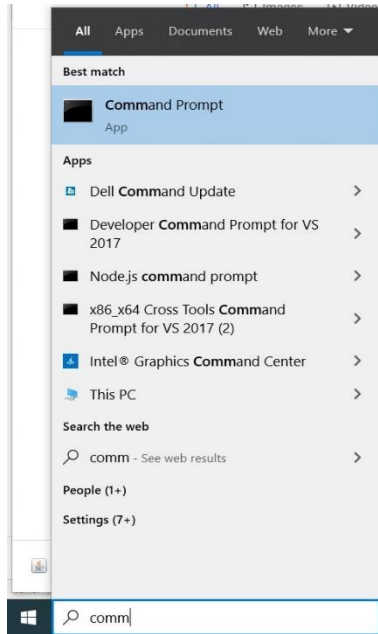 All Apps Documents Web More
Best match
Command Prompt
App
Apps
Dell Command Update
Developer Command Prompt for VS
2017
Node.js command prompt
x86_x64 Cross Tools Command
Prompt for VS 2017 (2)
Intel® Graphics Command Center
This PC
Search the web
comm - See web results
People (1+)
Settings (7+)
comm